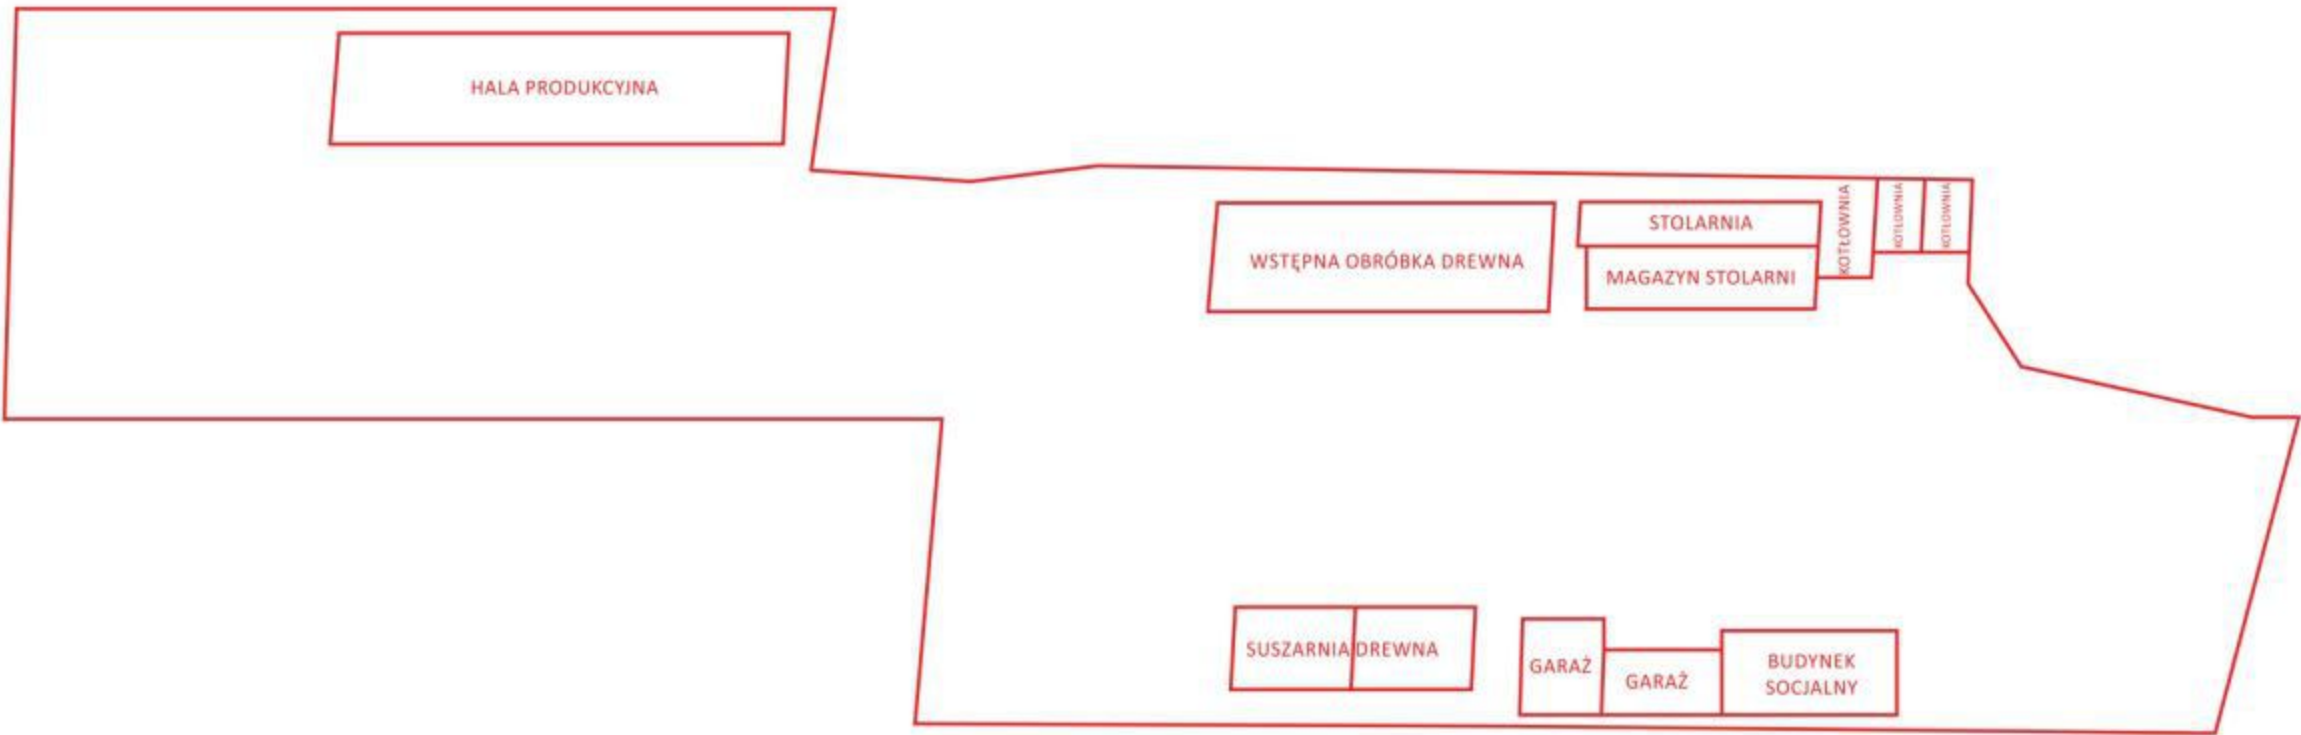 HALA PRODUKCYJNA
WSTĘPNA OBRÓBKA DREWNA
STOLARNIA
MAGAZYN STOLARNI
KOTŁOWNIA
KOTŁOWNIA
KOTŁOWNIA
SUSZARNIA DREWNA
GARAŻ
GARAŻ
BUDYNEK
SOCJALNY